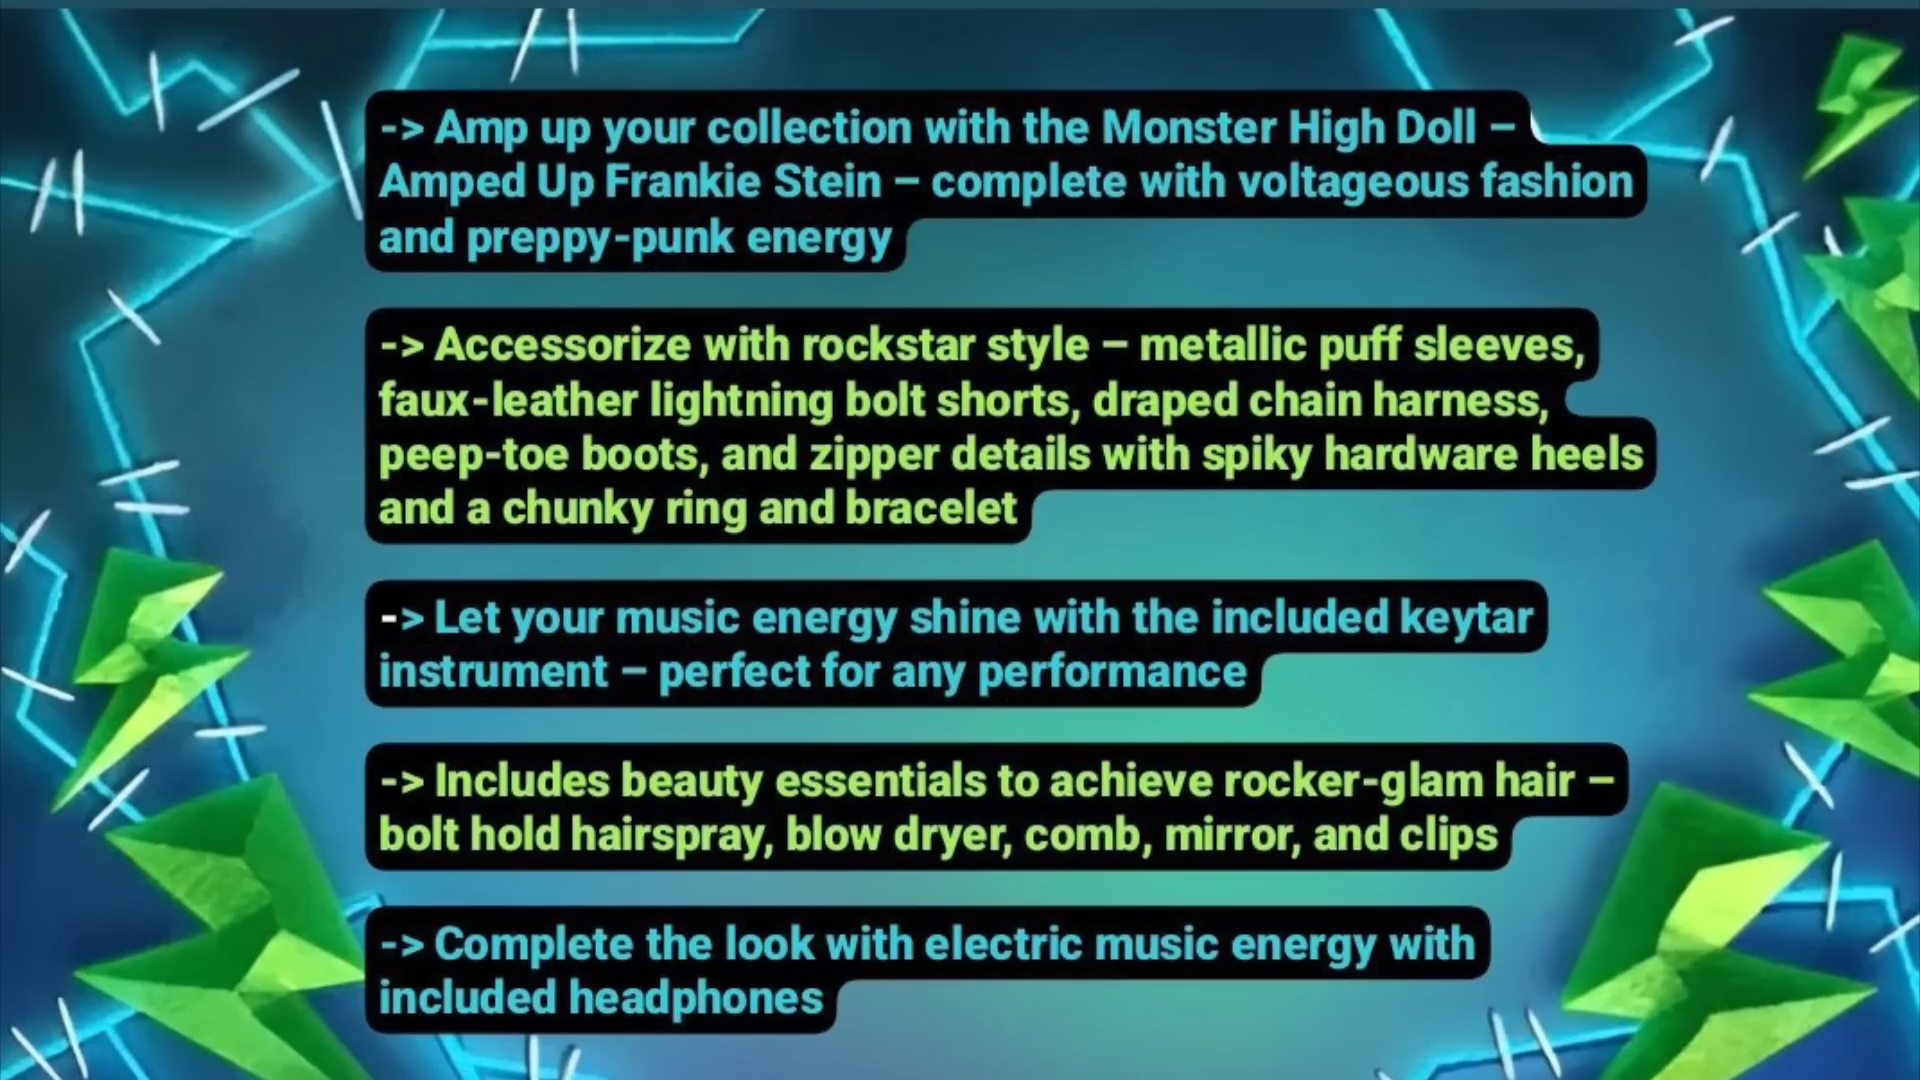 -> Amp up your collection with the Monster High Doll –
Amped Up Frankie Stein – complete with voltageous fashion
and preppy-punk energy
-> Accessorize with rockstar style – metallic puff sleeves,
faux-leather lightning bolt shorts, draped chain harness,
peep-toe boots, and zipper details with spiky hardware heels
and a chunky ring and bracelet
-> Let your music energy shine with the included keytar
instrument – perfect for any performance
-> Includes beauty essentials to achieve rocker-glam hair –
bolt hold hairspray, blow dryer, comb, mirror, and clips
-> Complete the look with electric music energy with
included headphones